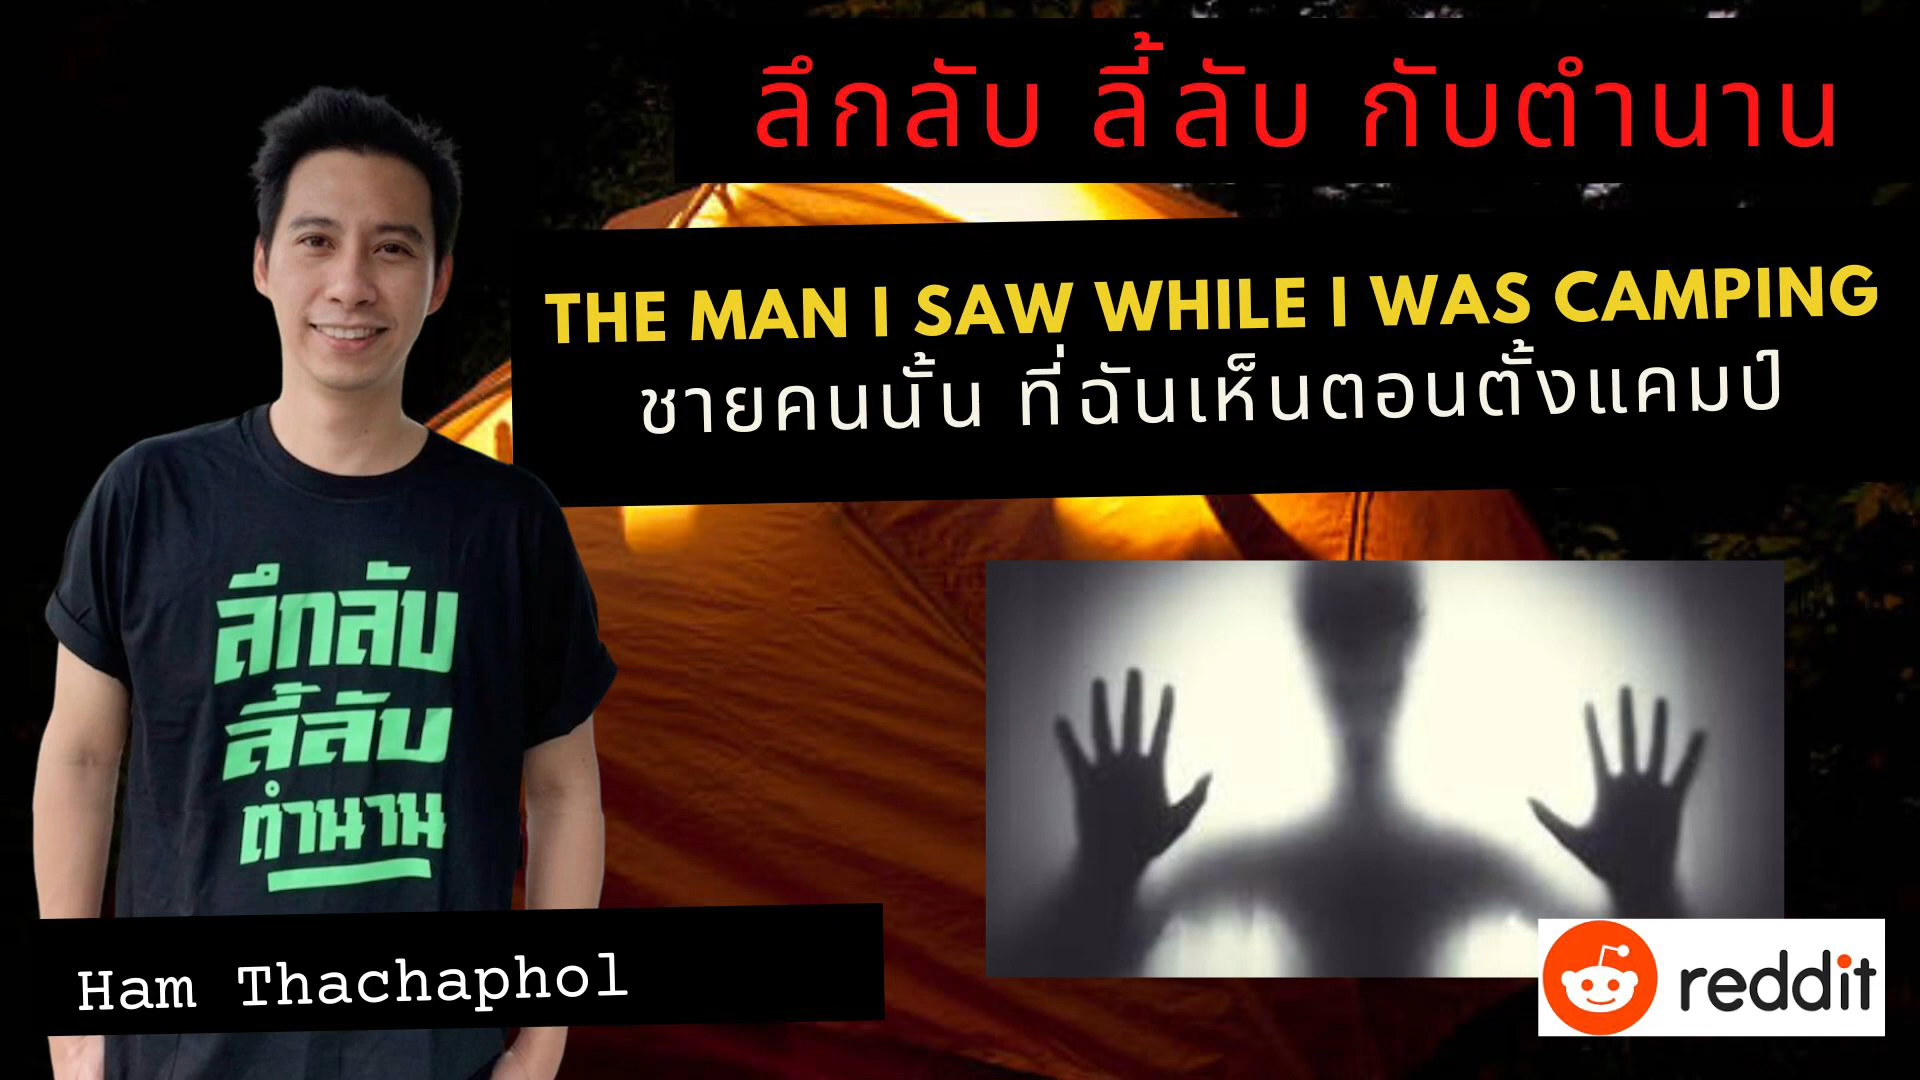 ลึกลับ ลี้ลับ กับตำนาน
THE MAN I SAW WHILE I WAS CAMPING
ชายคนนั้น ที่ฉันเห็นตอนตั้งแคมป์
ลึกลับ
ลี้ลับ
ตำนาน
Ham Thachaphol
reddit